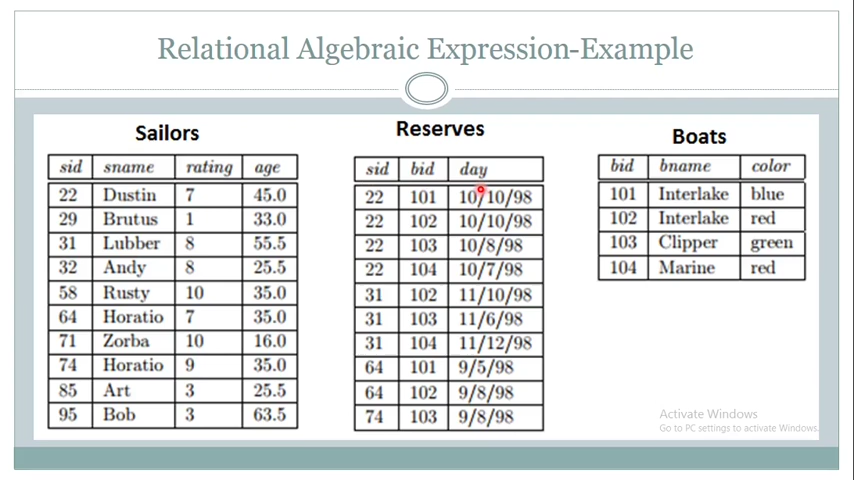 Relational Algebraic Expression-Example
Sailors
sid sname rating age
22 Dustin 7 45.0
29 Brutus 1 33.0
31 Lubber 8 55.5
32 Andy 8 25.5
58 Rusty 10 35.0
64 Horatio 7 35.0
71 Zorba 10 16.0
74 Horatio 9 35.0
85 Art 3 25.5
95 Bob 3 63.5
Reserves
sid bid day
22 101 10/10/98
22 102 10/10/98
22 103 10/8/98
22 104 10/7/98
31 102 11/10/98
31 103 11/6/98
31 104 11/12/98
64 101 9/5/98
64 102 9/8/98
74 103 9/8/98
Boats
bid bname color
101 Interlake blue
102 Interlake red
103 Clipper green
104 Marine red
Activate Windows
Go to PC settings to activate Windows.